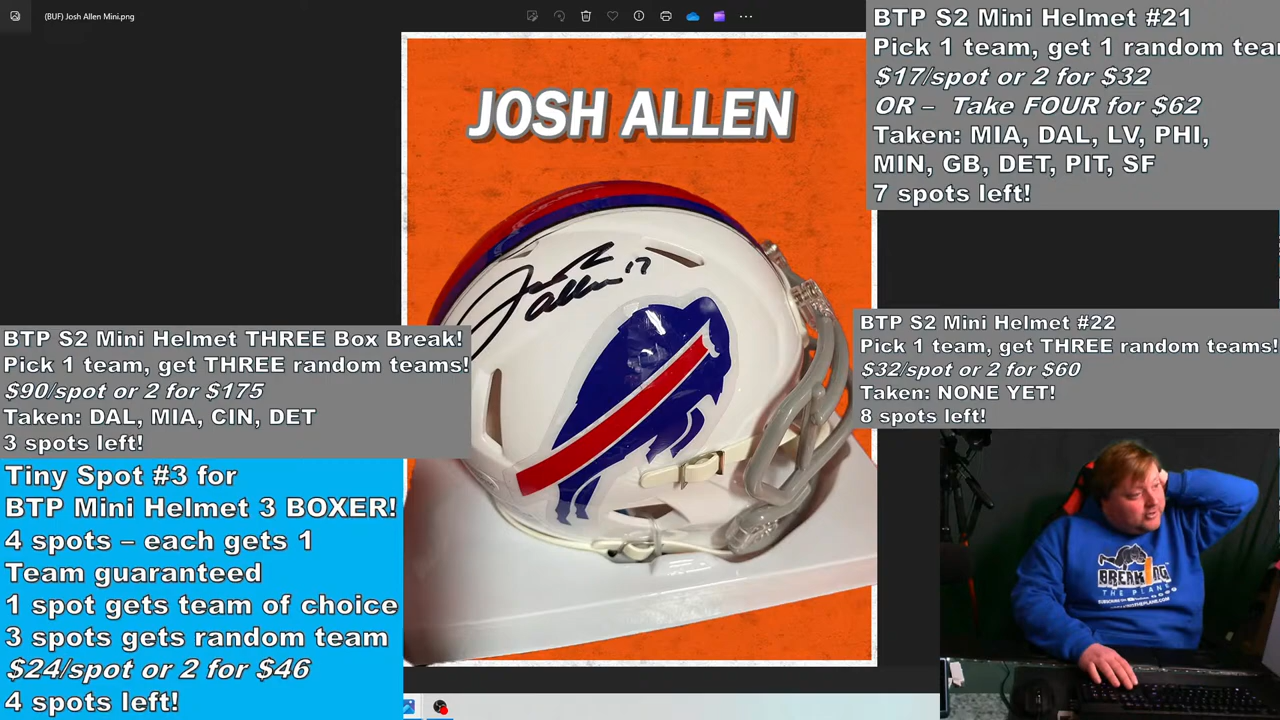 (BUF) Josh Allen Mini.png
BTP S2 Mini Helmet #21
Pick 1 team, get 1 random tea
$17/spot or 2 for $32
OR – Take FOUR for $62
Taken: MIA, DAL, LV, PHI,
MIN, GB, DET, PIT, SF
7 spots left!
JOSH ALLEN
Josh
Allen 17
BTP S2 Mini Helmet THREE Box Break!
Pick 1 team, get THREE random teams!
$90/spot or 2 for $175
Taken: DAL, MIA, CIN, DET
3 spots left!
BTP S2 Mini Helmet #22
Pick 1 team, get THREE random teams!
$32/spot or 2 for $60
Taken: NONE YET!
8 spots left!
Tiny Spot #3 for
BTP Mini Helmet 3 BOXER!
4 spots – each gets 1
Team guaranteed
1 spot gets team of choice
3 spots gets random team
$24/spot or 2 for $46
4 spots left!
BREAKING
THE PLANE